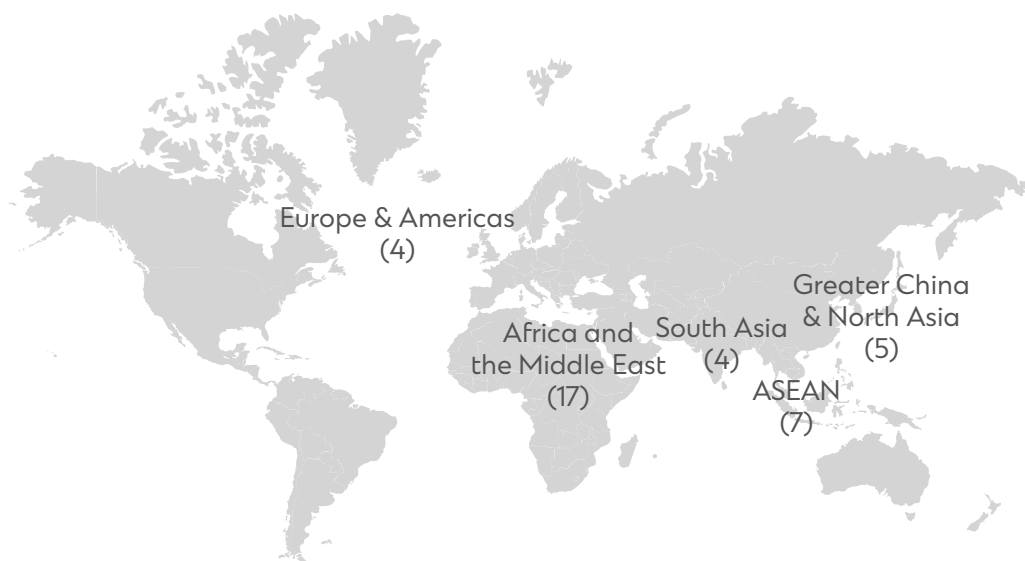 Europe & Americas
(4)
Africa and
the Middle East
(17)
South Asia
(4)
Greater China
& North Asia
(5)
ASEAN
(7)